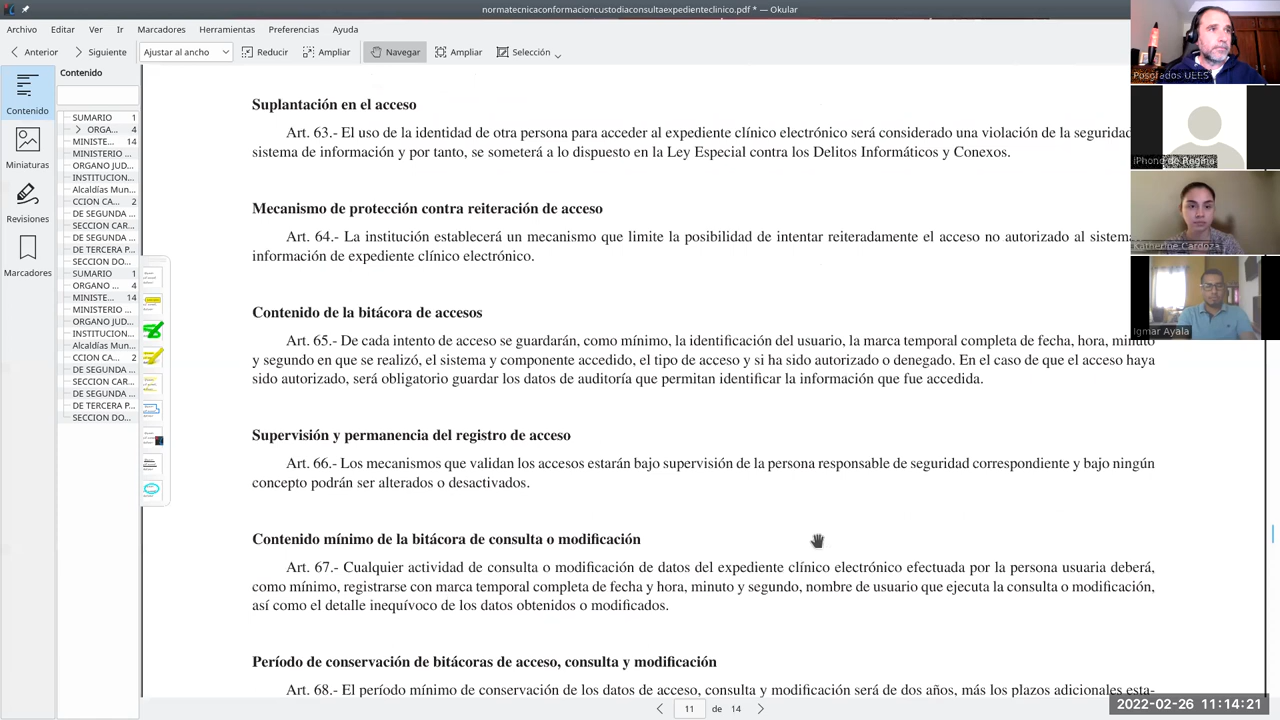 normatecnicaconformacioncustodiaconsultaexpedienteclinico.pdf * — Okular
Archivo Editar Ver Ir Marcadores Herramientas Preferencias Ayuda
Anterior Siguiente Ajustar al ancho Reducir Ampliar Navegar Ampliar Selección
Contenido
Contenido
Miniaturas
Revisiones
Marcadores
SUMARIO 1
ORGA... 4
MINISTE... 14
MINISTERIO ...
ORGANO JUD...
INSTITUCION...
Alcaldías Mun...
CCION CA... 2
DE SEGUNDA ...
SECCION CAR...
DE SEGUNDA ...
DE TERCERA P...
SECCION DO...
SUMARIO 1
ORGANO ... 4
MINISTE... 14
MINISTERIO ...
ORGANO JUD...
INSTITUCION...
Alcaldías Mun...
CCION CA... 2
DE SEGUNDA ...
SECCION CAR...
DE SEGUNDA ...
DE TERCERA P...
SECCION DO...
Suplantación en el acceso
Art. 63.- El uso de la identidad de otra persona para acceder al expediente clínico electrónico será considerado una violación de la seguridad
sistema de información y por tanto, se someterá a lo dispuesto en la Ley Especial contra los Delitos Informáticos y Conexos.
Mecanismo de protección contra reiteración de acceso
Art. 64.- La institución establecerá un mecanismo que limite la posibilidad de intentar reiteradamente el acceso no autorizado al sistema
información de expediente clínico electrónico.
Contenido de la bitácora de accesos
Art. 65.- De cada intento de acceso se guardarán, como mínimo, la identificación del usuario, la marca temporal completa de fecha, hora, minuto
y segundo en que se realizó, el sistema y componente accedido, el tipo de acceso y si ha sido autorizado o denegado. En el caso de que el acceso haya
sido autorizado, será obligatorio guardar los datos de auditoría que permitan identificar la información que fue accedida.
Supervisión y permanencia del registro de acceso
Art. 66.- Los mecanismos que validan los accesos estarán bajo supervisión de la persona responsable de seguridad correspondiente y bajo ningún
concepto podrán ser alterados o desactivados.
Contenido mínimo de la bitácora de consulta o modificación
Art. 67.- Cualquier actividad de consulta o modificación de datos del expediente clínico electrónico efectuada por la persona usuaria deberá,
como mínimo, registrarse con marca temporal completa de fecha y hora, minuto y segundo, nombre de usuario que ejecuta la consulta o modificación,
así como el detalle inequívoco de los datos obtenidos o modificados.
Período de conservación de bitácoras de acceso, consulta y modificación
Art. 68.- El período mínimo de conservación de los datos de acceso, consulta y modificación será de dos años, más los plazos adicionales esta-
11 de 14
Posgrados UEES
iPhone de Regina
Catherine Cardoza
Igmar Ayala
2022-02-26 11:14:21